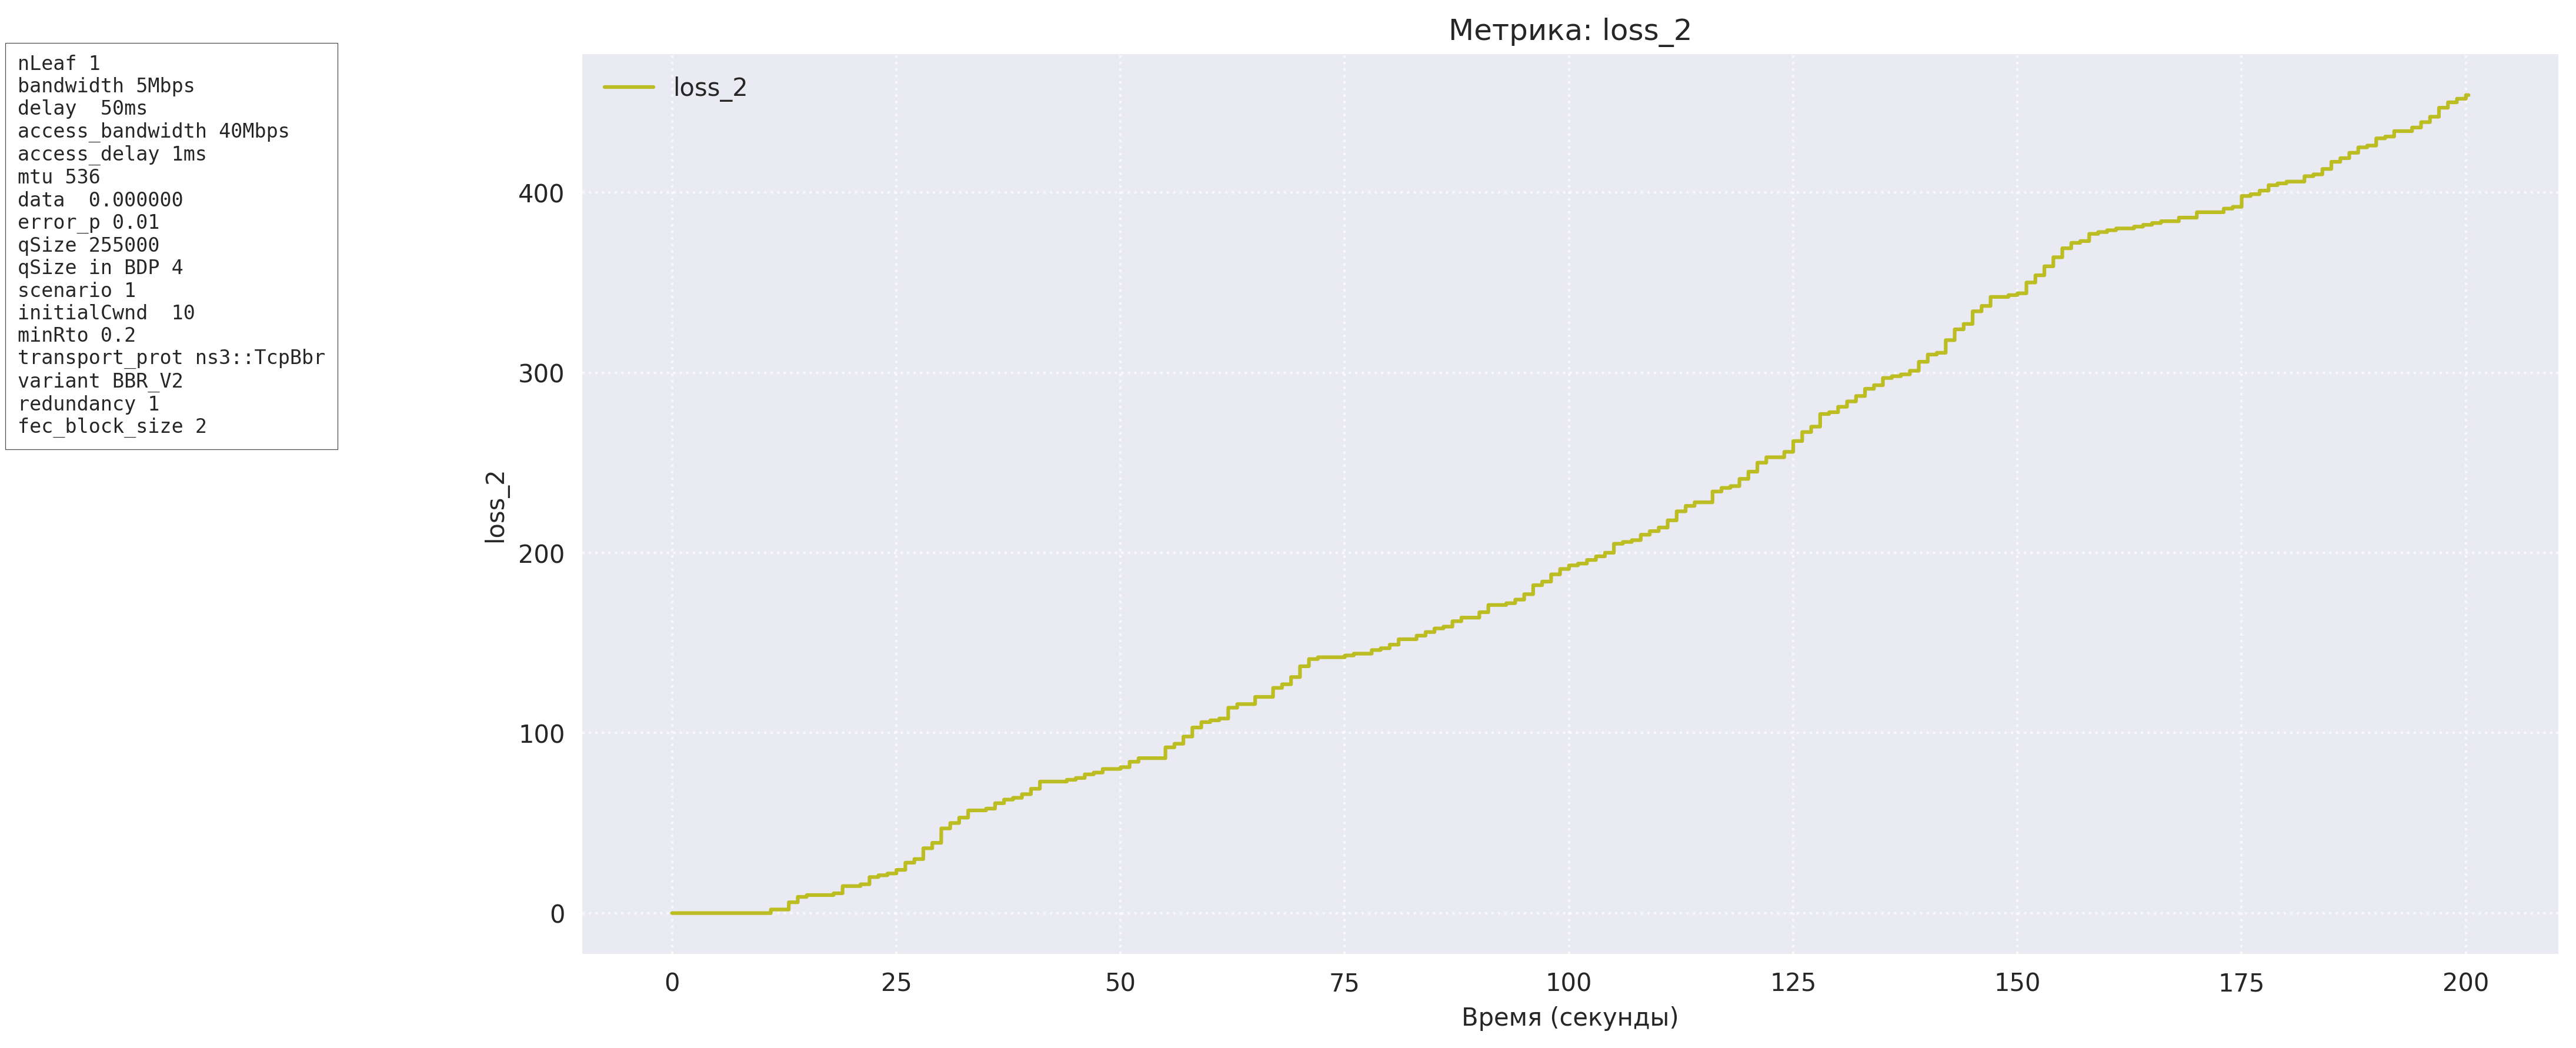 Метрика: loss_2
nLeaf 1
bandwidth 5Mbps
delay  50ms
access_bandwidth 40Mbps
access_delay 1ms
mtu 536
data  0.000000
error_p 0.01
qSize 255000
qSize in BDP 4
scenario 1
initialCwnd  10
minRto 0.2
transport_prot ns3::TcpBbr
variant BBR_V2
redundancy 1
fec_block_size 2
loss_2
loss_2
400
300
200
100
0
0 25 50 75 100 125 150 175 200
Время (секунды)